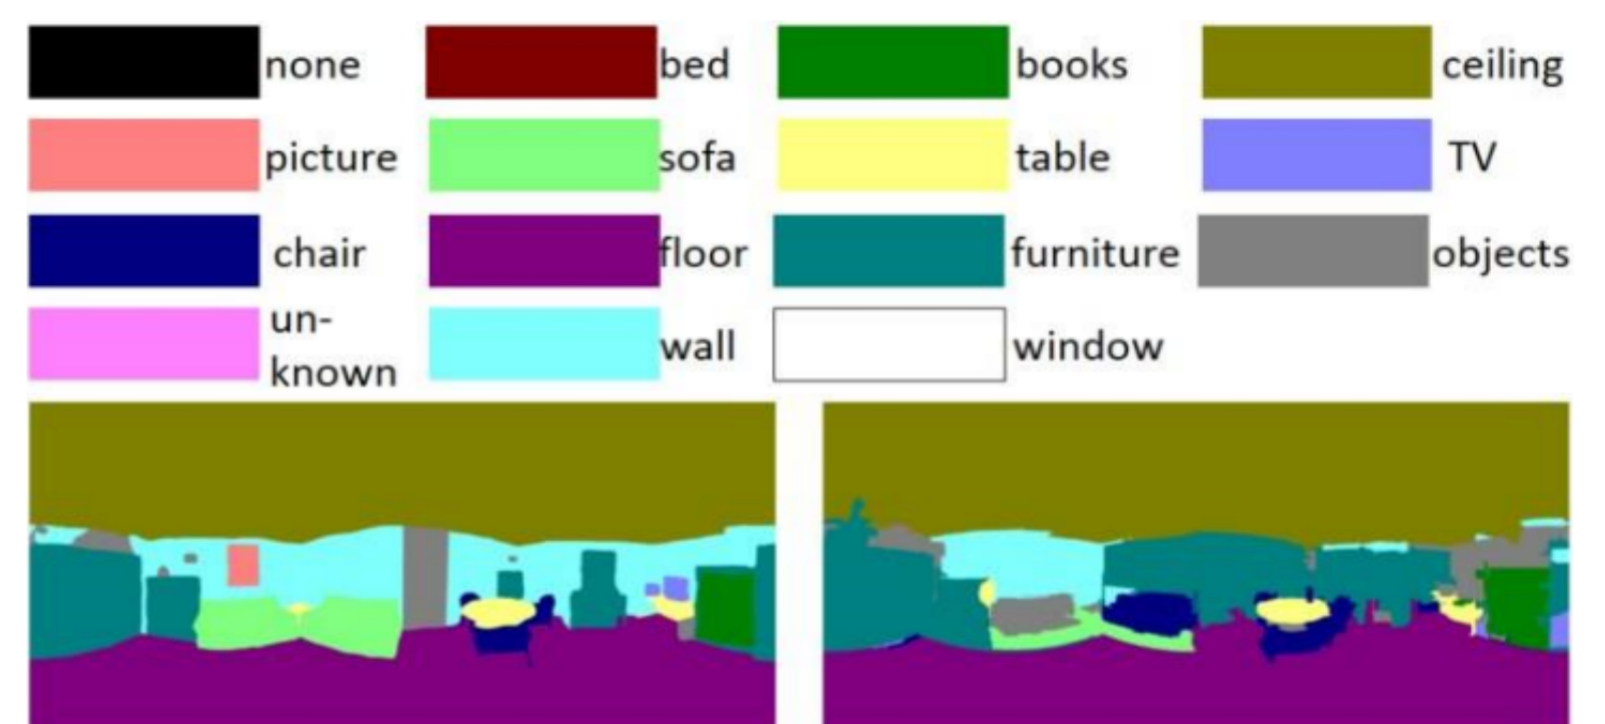 none bed books ceiling
picture sofa table TV
chair floor furniture objects
un-
known wall window